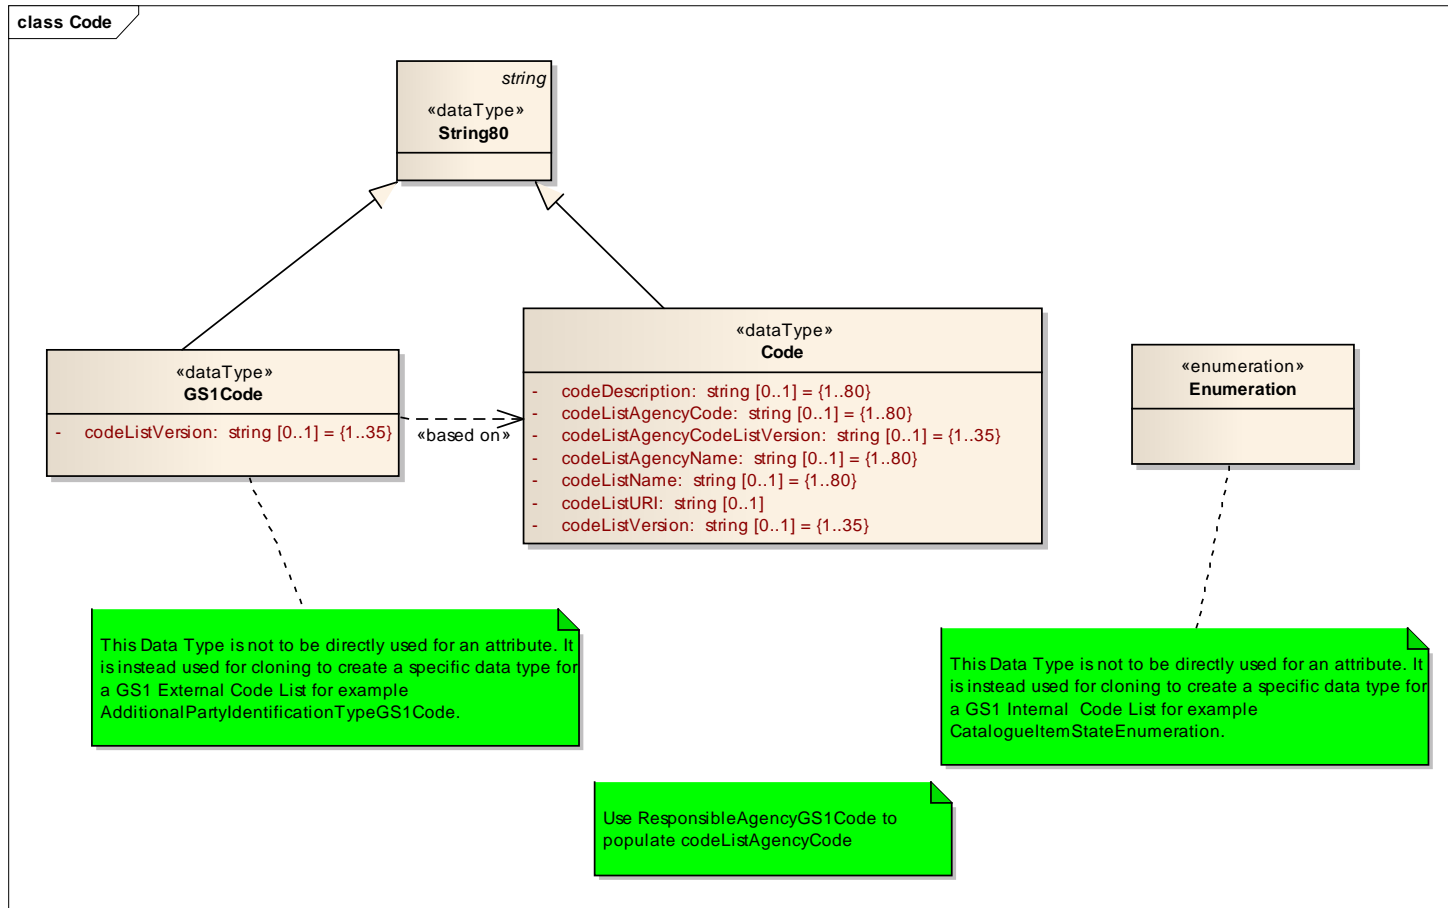 class Code
string
«dataType»
String80
«dataType»
GS1Code
- codeListVersion: string [0..1] = {1..35}
«based on»
«dataType»
Code
- codeDescription: string [0..1] = {1..80}
- codeListAgencyCode: string [0..1] = {1..80}
- codeListAgencyCodeListVersion: string [0..1] = {1..35}
- codeListAgencyName: string [0..1] = {1..80}
- codeListName: string [0..1] = {1..80}
- codeListURI: string [0..1]
- codeListVersion: string [0..1] = {1..35}
«enumeration»
Enumeration
This Data Type is not to be directly used for an attribute. It
is instead used for cloning to create a specific data type for
a GS1 External Code List for example
AdditionalPartyIdentificationTypeGS1Code.
This Data Type is not to be directly used for an attribute. It
is instead used for cloning to create a specific data type for
a GS1 Internal Code List for example
CatalogueItemStateEnumeration.
Use ResponsibleAgencyGS1Code to
populate codeListAgencyCode